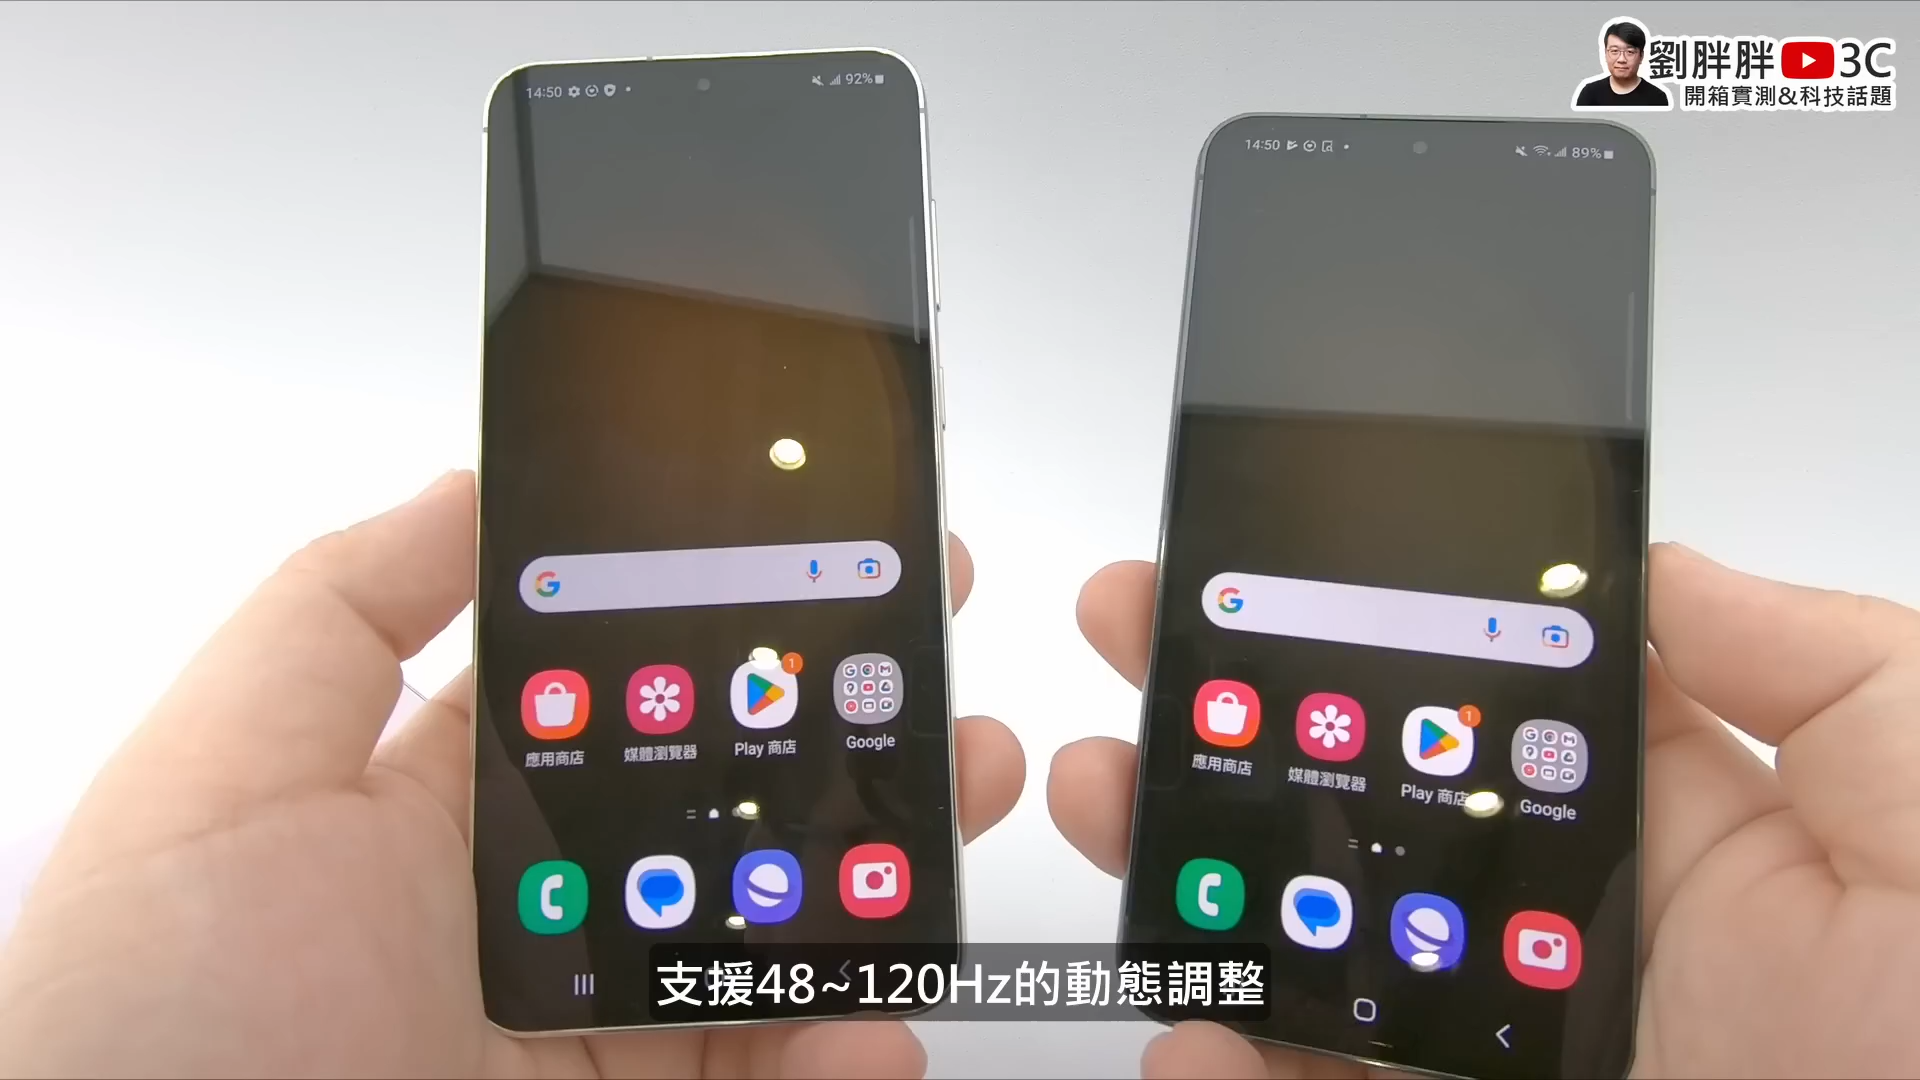 劉胖胖 3C
開箱實測&科技話題
14:50
92%
14:50
89%
應用商店
媒體瀏覽器
Play 商店
1
Google
應用商店
媒體瀏覽器
Play 商店
1
Google
支援48~120Hz的動態調整